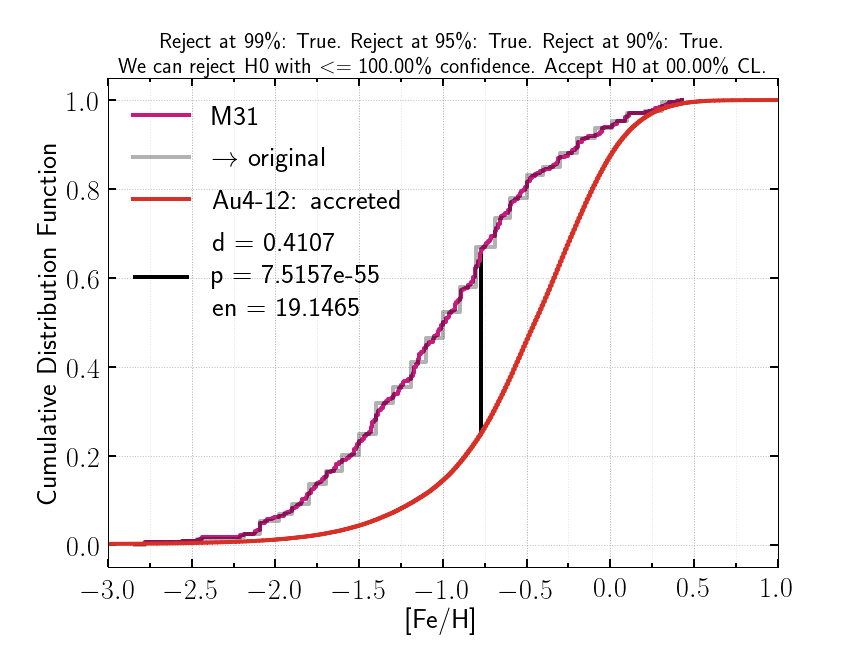 Reject at 99%: True. Reject at 95%: True. Reject at 90%: True.
We can reject H0 with <= 100.00% confidence. Accept H0 at 00.00% CL.
M31
→ original
Au4-12: accreted
d = 0.4107
p = 7.5157e-55
en = 19.1465
Cumulative Distribution Function
1.0
0.8
0.6
0.4
0.2
0.0
−3.0 −2.5 −2.0 −1.5 −1.0 −0.5 0.0 0.5 1.0
[Fe/H]